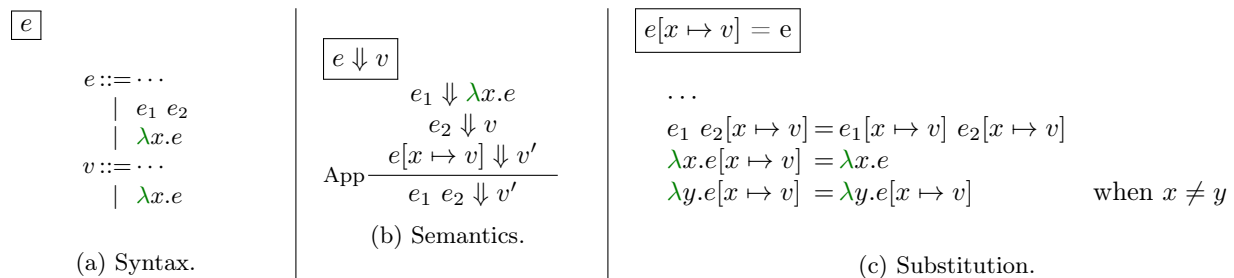 e
e ::= ⋯
| e₁ e₂
| λx.e
v ::= ⋯
| λx.e
(a) Syntax.
e ⇓ v
e₁ ⇓ λx.e
e₂ ⇓ v
e[x ↦ v] ⇓ v′
App
e₁ e₂ ⇓ v′
(b) Semantics.
e[x ↦ v] = e
⋯
e₁ e₂[x ↦ v] = e₁[x ↦ v] e₂[x ↦ v]
λx.e[x ↦ v] = λx.e
λy.e[x ↦ v] = λy.e[x ↦ v] when x ≠ y
(c) Substitution.